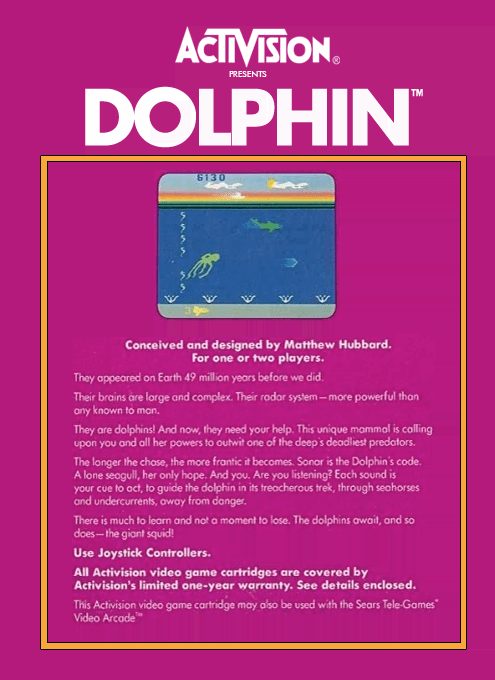 ACTIVISION®
PRESENTS
DOLPHIN™
6130
3
Conceived and designed by Matthew Hubbard.
For one or two players.
They appeared on Earth 49 million years before we did.
Their brains are large and complex. Their radar system—more powerful than
any known to man.
They are dolphins! And now, they need your help. This unique mammal is calling
upon you and all her powers to outwit one of the deep's deadliest predators.
The longer the chase, the more frantic it becomes. Sonar is the Dolphin's code.
A lone seagull, her only hope. And you. Are you listening? Each sound is
your cue to act, to guide the dolphin in its treacherous trek, through seahorses
and undercurrents, away from danger.
There is much to learn and not a moment to lose. The dolphins await, and so
does—the giant squid!
Use Joystick Controllers.
All Activision video game cartridges are covered by
Activision's limited one-year warranty. See details enclosed.
This Activision video game cartridge may also be used with the Sears Tele-Games®
Video Arcade™